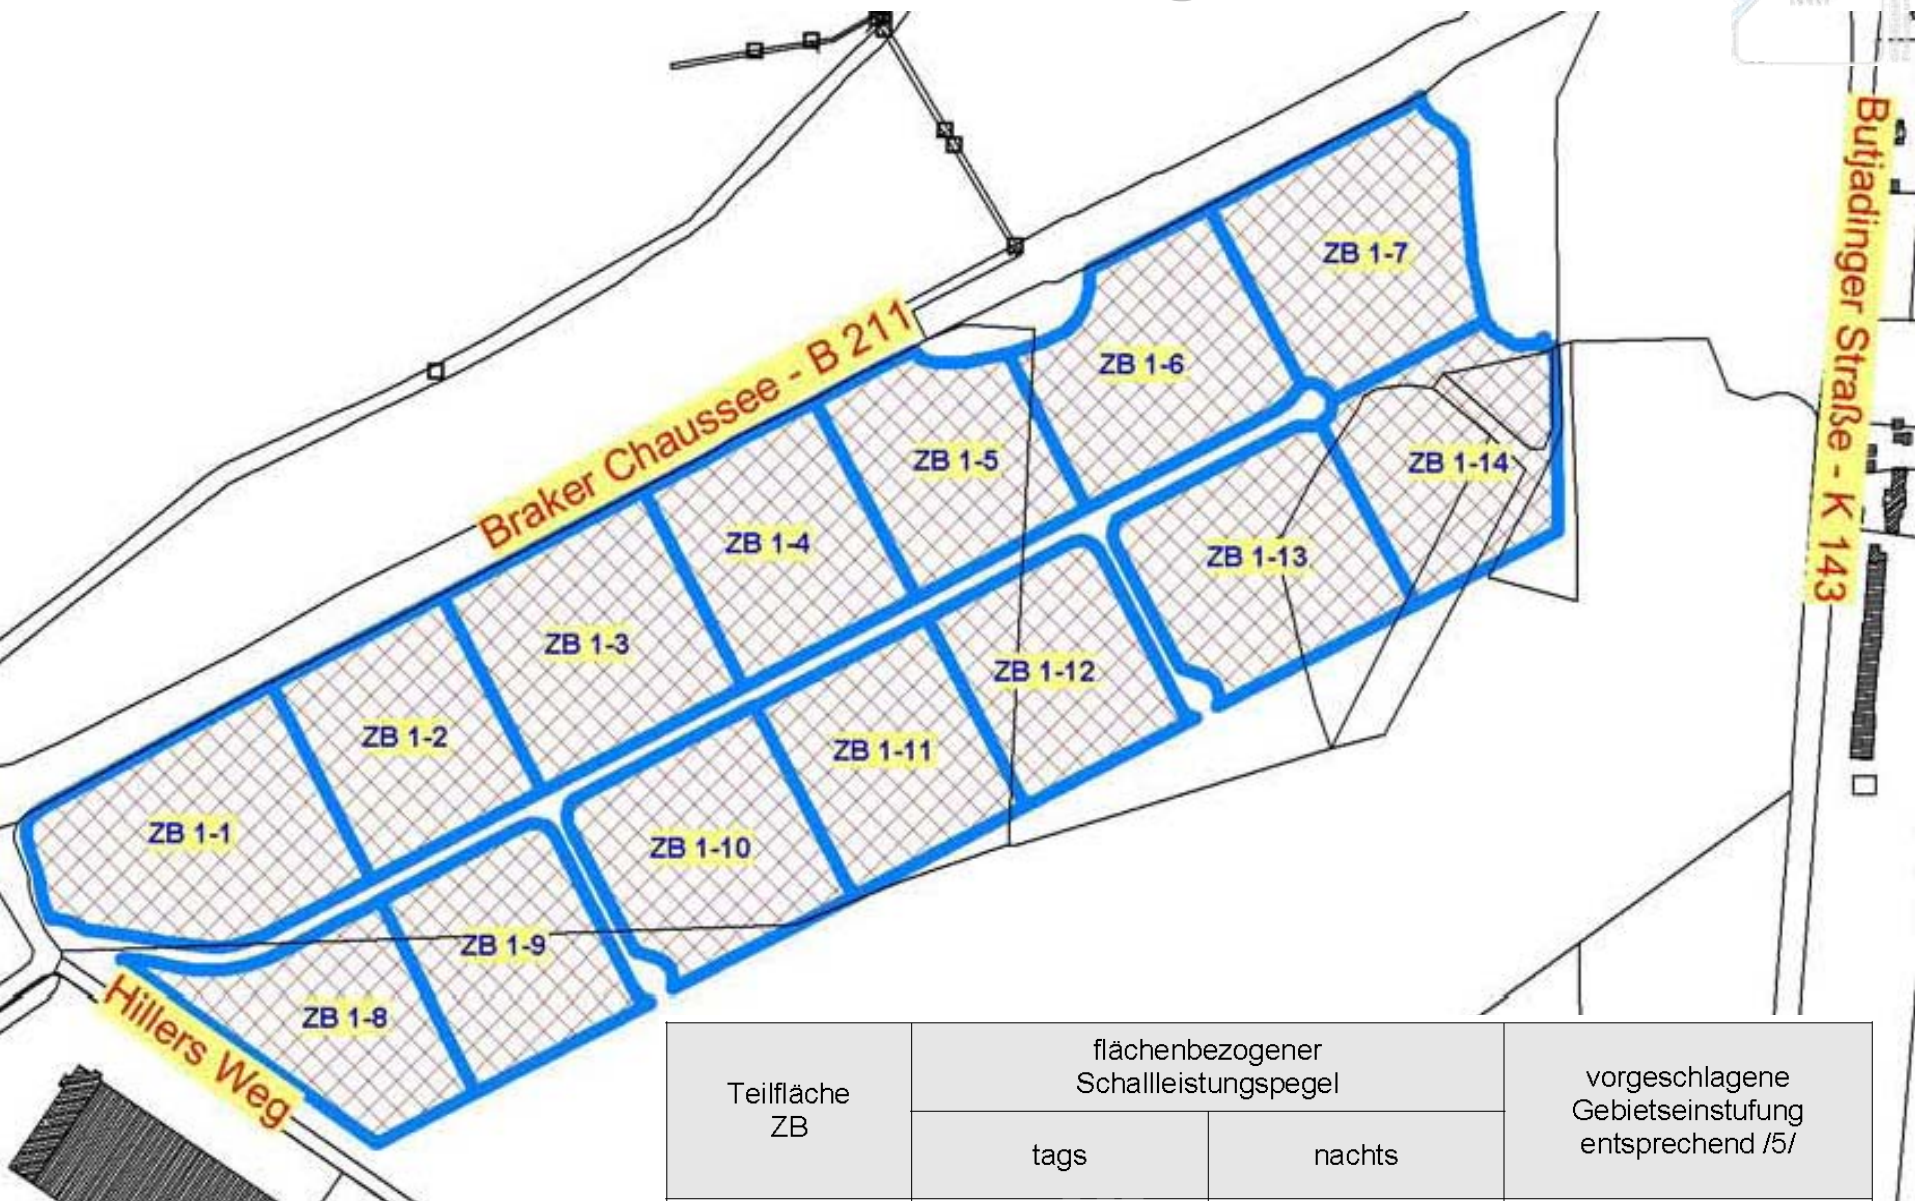 Butjadinger Straße - K 143
ZB 1-7
Braker Chaussee - B 211
ZB 1-6
ZB 1-5
ZB 1-14
ZB 1-4
ZB 1-13
ZB 1-3
ZB 1-12
ZB 1-2
ZB 1-11
ZB 1-1
ZB 1-10
ZB 1-9
ZB 1-8
Hillers Weg
Teilfläche
ZB
flächenbezogener
Schallleistungspegel
tags
nachts
vorgeschlagene
Gebietseinstufung
entsprechend /5/